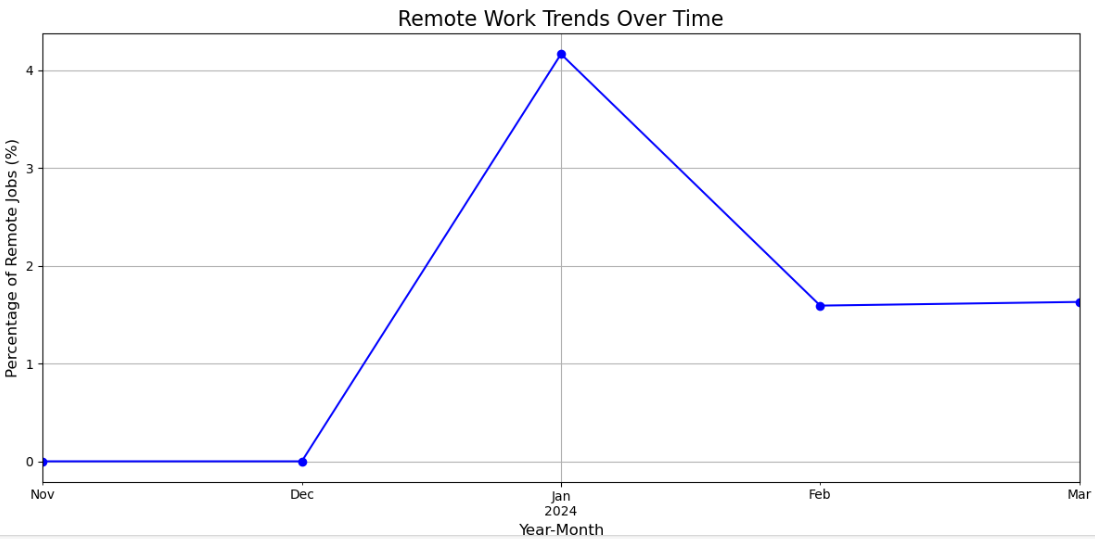 Remote Work Trends Over Time
Percentage of Remote Jobs (%)
4
3
2
1
0
Nov Dec Jan Feb Mar
2024
Year-Month